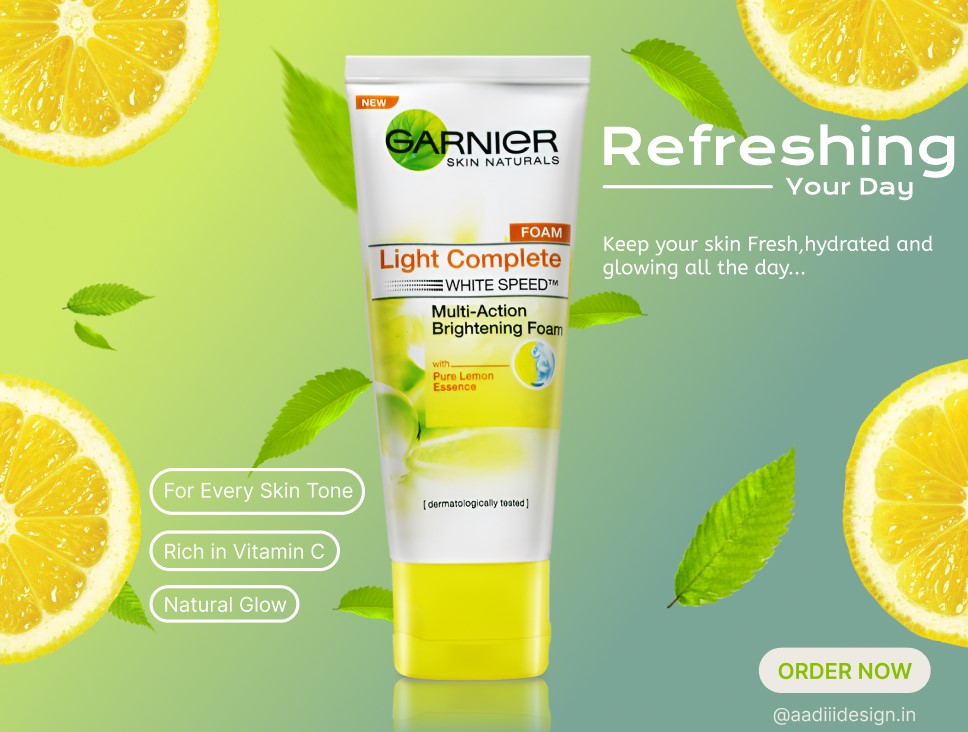 NEW
GARNIER
SKIN NATURALS
FOAM
Light Complete
WHITE SPEED™
Multi-Action
Brightening Foam
with
Pure Lemon
Essence
[ dermatologically tested ]
Refreshing
Your Day
Keep your skin Fresh,hydrated and
glowing all the day...
For Every Skin Tone
Rich in Vitamin C
Natural Glow
ORDER NOW
@aadiiidesign.in